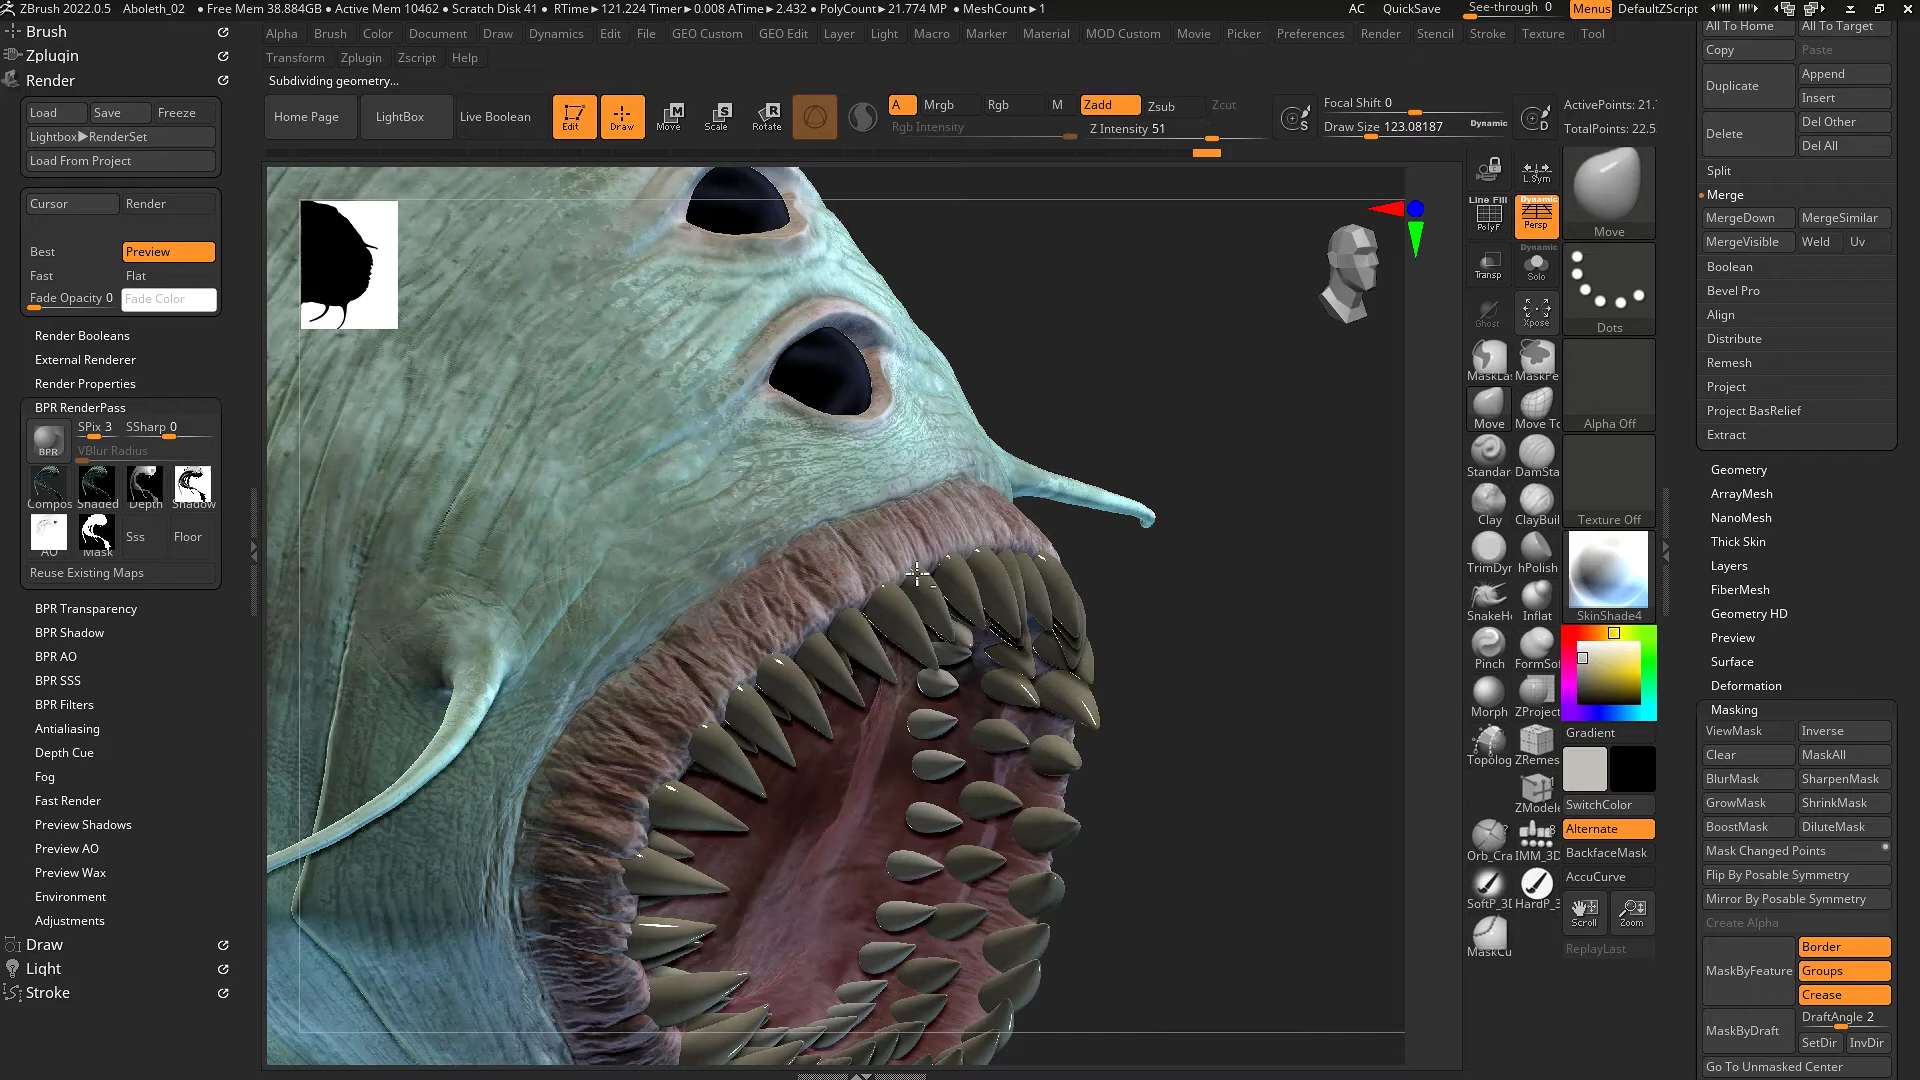 ZBrush 2022.0.5 Aboleth_02 ● Free Mem 38.884GB ● Active Mem 10462 ● Scratch Disk 41 ● RTime►121.224 Timer►0.008 ATime►2.432 ● PolyCount►21.774 MP ● MeshCount►1 AC QuickSave See-through 0 Menus DefaultZScript
Alpha Brush Color Document Draw Dynamics Edit File GEO Custom GEO Edit Layer Light Macro Marker Material MOD Custom Movie Picker Preferences Render Stencil Stroke Texture Tool
Transform Zplugin Zscript Help
Subdividing geometry...
Home Page LightBox Live Boolean Edit Draw Move Scale Rotate
A Mrgb Rgb M Zadd Zsub Zcut
Rgb Intensity Z Intensity 51
Focal Shift 0
Draw Size 123.08187 Dynamic
ActivePoints: 21.
TotalPoints: 22.5
Brush
Zplugin
Render
Load Save Freeze
Lightbox▶RenderSet
Load From Project
Cursor Render
Best Preview
Fast Flat
Fade Opacity 0 Fade Color
Render Booleans
External Renderer
Render Properties
BPR RenderPass
SPix 3 SSharp 0
BPR VBlur Radius
Compos Shaded Depth Shadow
AO Mask Sss Floor
Reuse Existing Maps
BPR Transparency
BPR Shadow
BPR AO
BPR SSS
BPR Filters
Antialiasing
Depth Cue
Fog
Fast Render
Preview Shadows
Preview AO
Preview Wax
Environment
Adjustments
Draw
Light
Stroke
L.Sym
Line Fill
PolyF
Dynamic
Persp
Transp
Dynamic
Solo
Ghost
Xpose
MaskLas MaskPe
Move Move To
Standar DamSta
Clay ClayBuil
TrimDyr hPolish
SnakeH Inflat
Pinch FormSof
Morph ZProject
Topolog ZRemes
ZModele
Orb_Cra IMM_3D
SoftP_3D HardP_3
MaskCu
Move
Dots
Alpha Off
Texture Off
SkinShade4
Gradient
SwitchColor
Alternate
BackfaceMask
AccuCurve
Scroll Zoom
ReplayLast
All To Home All To Target
Copy Paste
Duplicate Append
Insert
Delete Del Other
Del All
Split
Merge
MergeDown MergeSimilar
MergeVisible Weld Uv
Boolean
Bevel Pro
Align
Distribute
Remesh
Project
Project BasRelief
Extract
Geometry
ArrayMesh
NanoMesh
Thick Skin
Layers
FiberMesh
Geometry HD
Preview
Surface
Deformation
Masking
ViewMask Inverse
Clear MaskAll
BlurMask SharpenMask
GrowMask ShrinkMask
BoostMask DiluteMask
Mask Changed Points
Flip By Posable Symmetry
Mirror By Posable Symmetry
Create Alpha
MaskByFeature Border
Groups
Crease
MaskByDraft DraftAngle 2
SetDir InvDir
Go To Unmasked Center